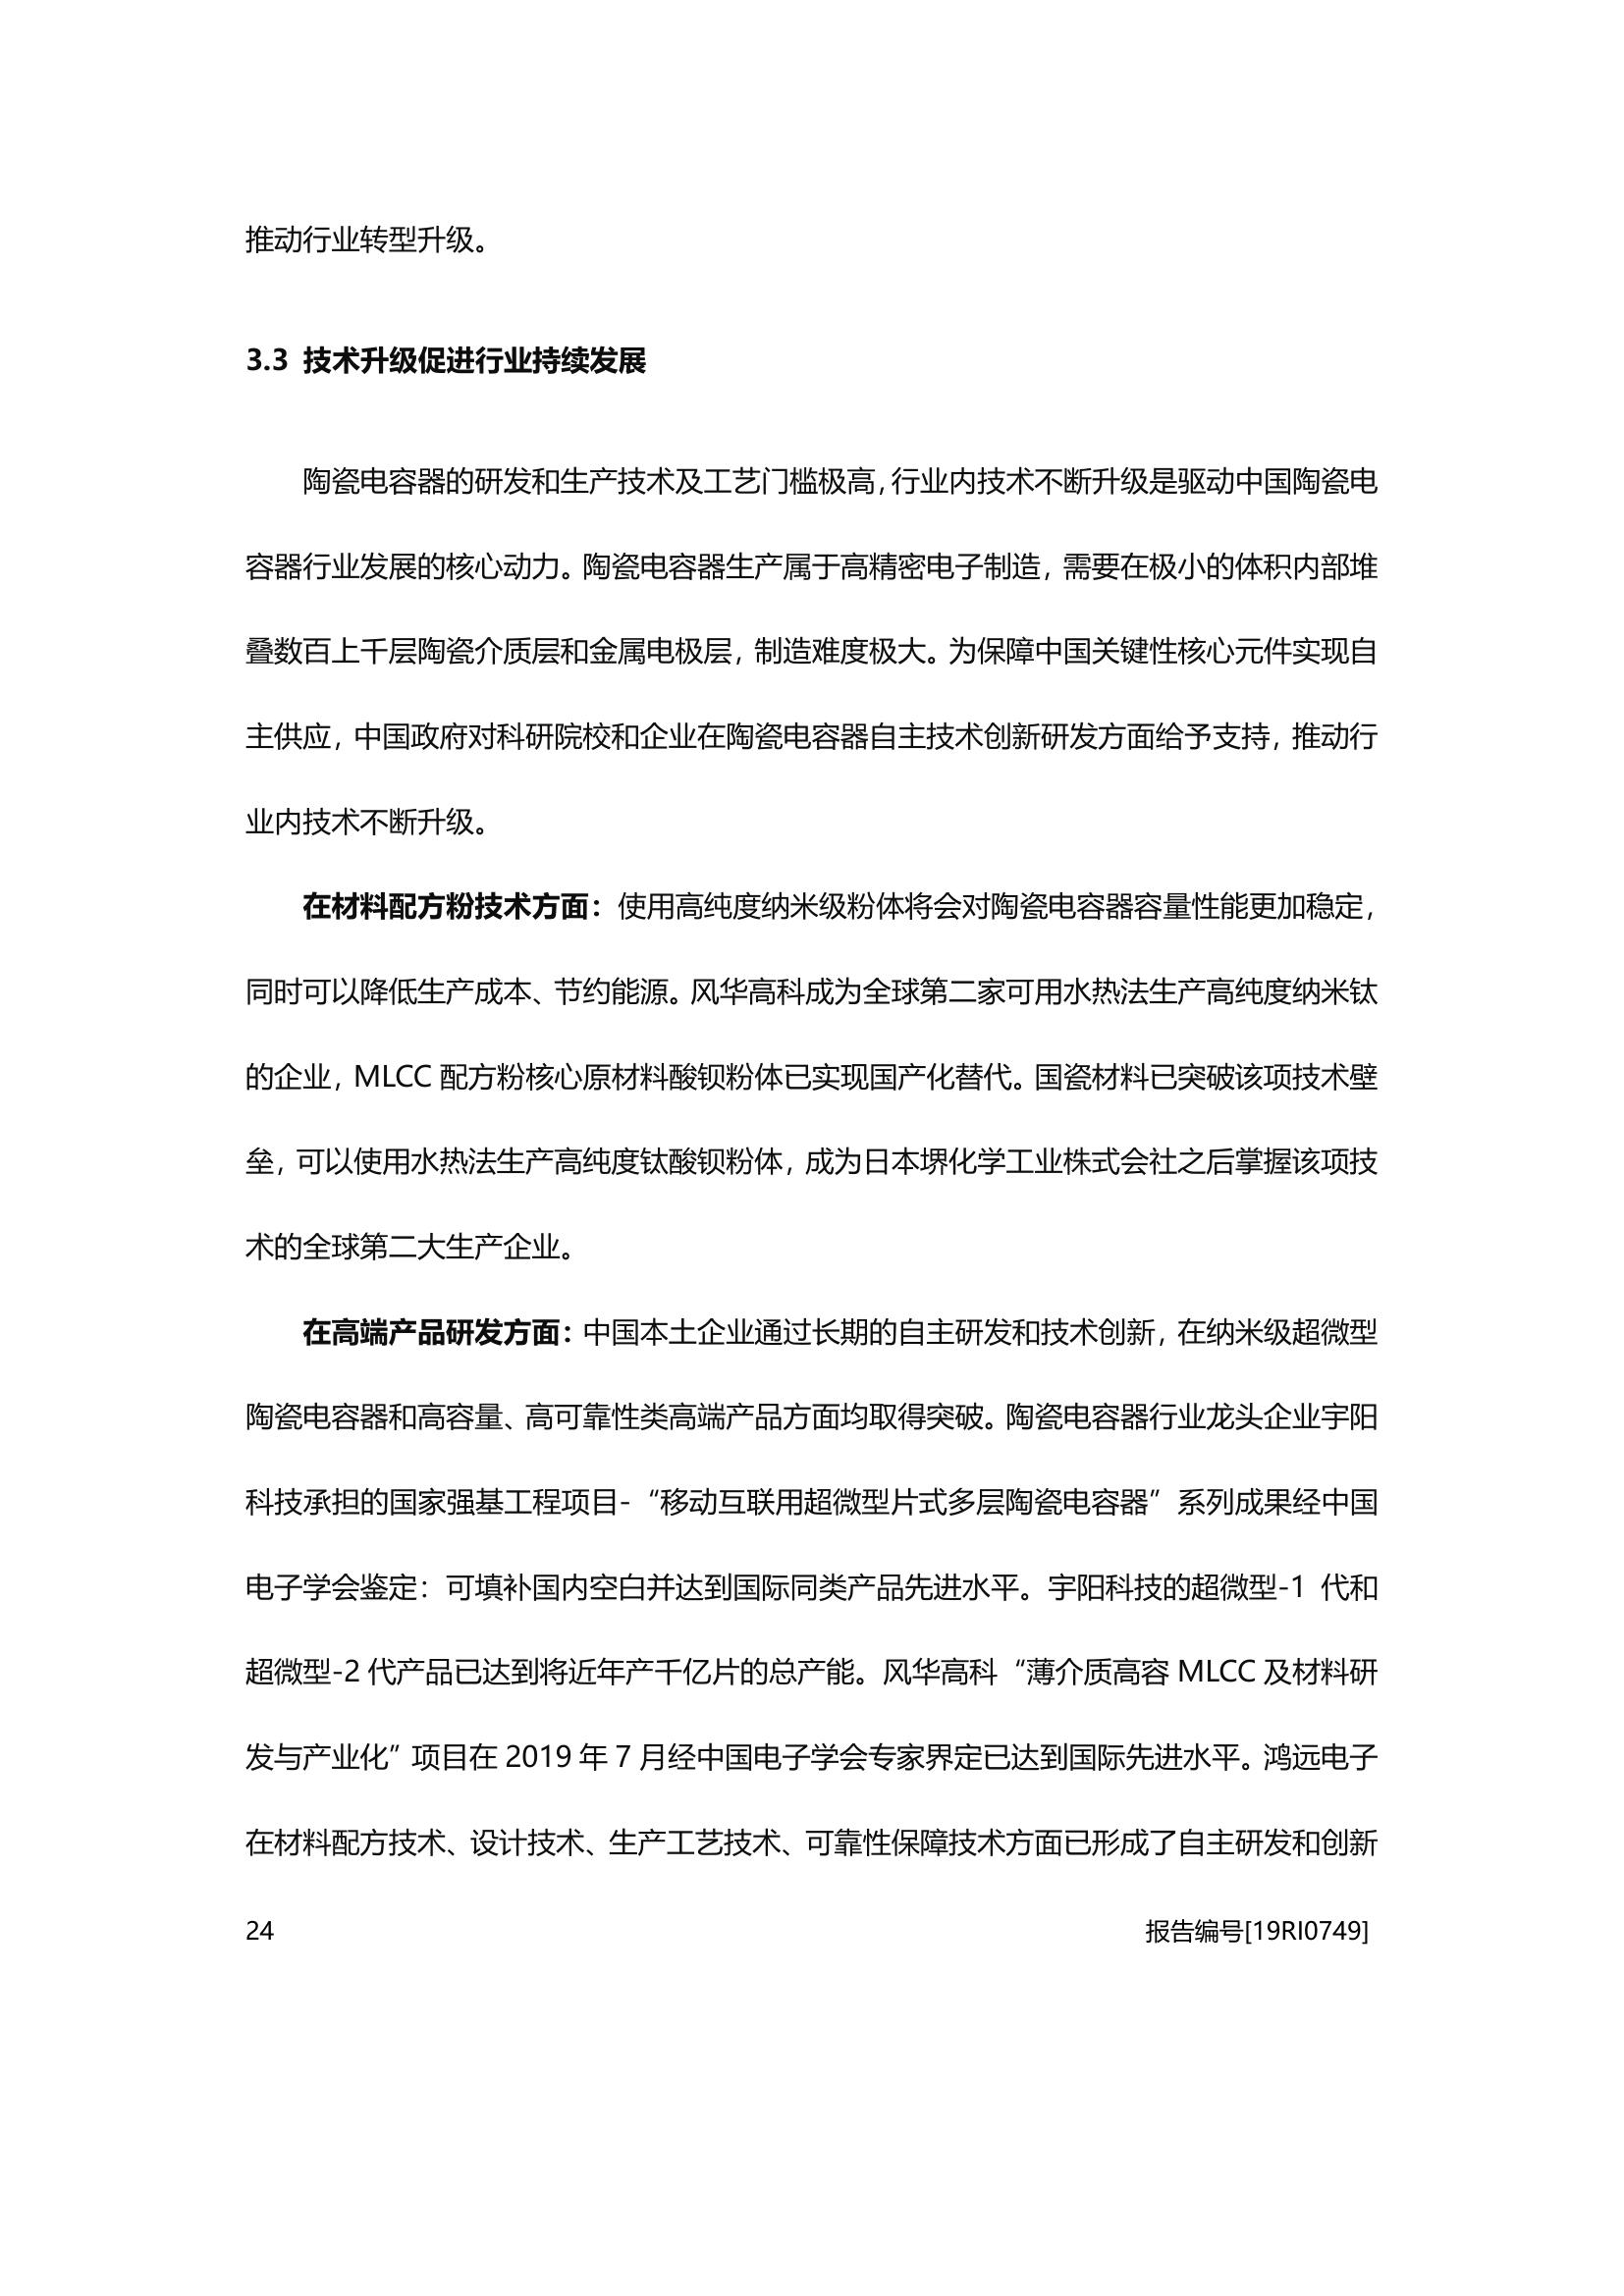 推动行业转型升级。
3.3 技术升级促进行业持续发展
陶瓷电容器的研发和生产技术及工艺门槛极高，行业内技术不断升级是驱动中国陶瓷电
容器行业发展的核心动力。陶瓷电容器生产属于高精密电子制造，需要在极小的体积内部堆
叠数百上千层陶瓷介质层和金属电极层，制造难度极大。为保障中国关键性核心元件实现自
主供应，中国政府对科研院校和企业在陶瓷电容器自主技术创新研发方面给予支持，推动行
业内技术不断升级。
在材料配方粉技术方面：使用高纯度纳米级粉体将会对陶瓷电容器容量性能更加稳定，
同时可以降低生产成本、节约能源。风华高科成为全球第二家可用水热法生产高纯度纳米钛
的企业，MLCC 配方粉核心原材料酸钡粉体已实现国产化替代。国瓷材料已突破该项技术壁
垒，可以使用水热法生产高纯度钛酸钡粉体，成为日本堺化学工业株式会社之后掌握该项技
术的全球第二大生产企业。
在高端产品研发方面：中国本土企业通过长期的自主研发和技术创新，在纳米级超微型
陶瓷电容器和高容量、高可靠性类高端产品方面均取得突破。陶瓷电容器行业龙头企业宇阳
科技承担的国家强基工程项目-“移动互联用超微型片式多层陶瓷电容器”系列成果经中国
电子学会鉴定：可填补国内空白并达到国际同类产品先进水平。宇阳科技的超微型-1 代和
超微型-2 代产品已达到将近年产千亿片的总产能。风华高科“薄介质高容 MLCC 及材料研
发与产业化”项目在 2019 年 7 月经中国电子学会专家界定已达到国际先进水平。鸿远电子
在材料配方技术、设计技术、生产工艺技术、可靠性保障技术方面已形成了自主研发和创新
24 报告编号[19RI0749]